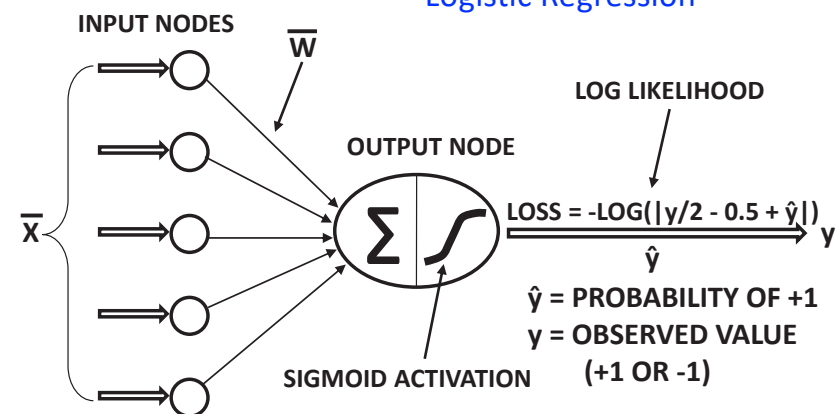 Logistic Regression
INPUT NODES
W
LOG LIKELIHOOD
OUTPUT NODE
X
Σ
LOSS = -LOG(|y/2 - 0.5 + ŷ|)
y
ŷ
ŷ = PROBABILITY OF +1
y = OBSERVED VALUE
(+1 OR -1)
SIGMOID ACTIVATION